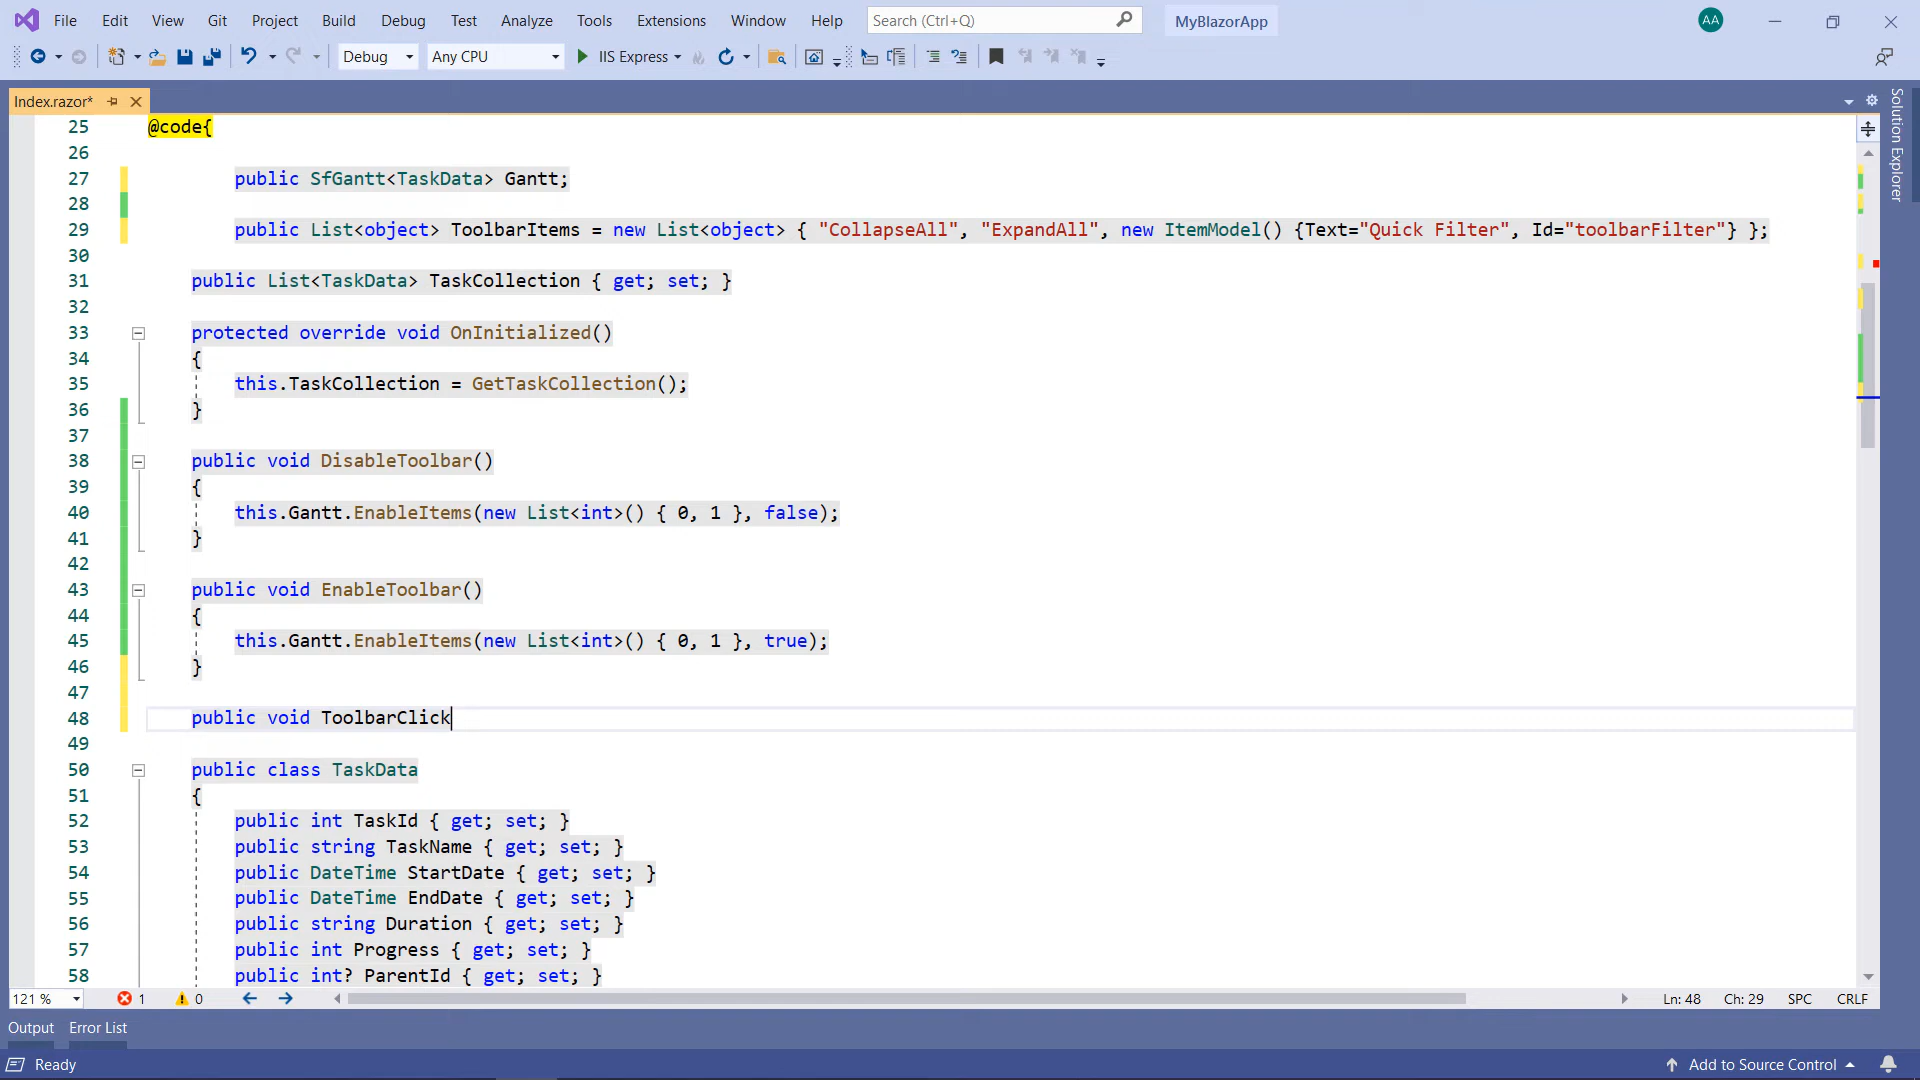 File Edit View Git Project Build Debug Test Analyze Tools Extensions Window Help Search (Ctrl+Q) MyBlazorApp AA
Debug Any CPU IIS Express
Index.razor*
Solution Explorer
25 @code{
26
27 public SfGantt<TaskData> Gantt;
28
29 public List<object> ToolbarItems = new List<object> { "CollapseAll", "ExpandAll", new ItemModel() {Text="Quick Filter", Id="toolbarFilter"} };
30
31 public List<TaskData> TaskCollection { get; set; }
32
33 protected override void OnInitialized()
34 {
35 this.TaskCollection = GetTaskCollection();
36 }
37
38 public void DisableToolbar()
39 {
40 this.Gantt.EnableItems(new List<int>() { 0, 1 }, false);
41 }
42
43 public void EnableToolbar()
44 {
45 this.Gantt.EnableItems(new List<int>() { 0, 1 }, true);
46 }
47
48 public void ToolbarClick
49
50 public class TaskData
51 {
52 public int TaskId { get; set; }
53 public string TaskName { get; set; }
54 public DateTime StartDate { get; set; }
55 public DateTime EndDate { get; set; }
56 public string Duration { get; set; }
57 public int Progress { get; set; }
58 public int? ParentId { get; set; }
121 % 1 0 Ln: 48 Ch: 29 SPC CRLF
Output Error List
Ready Add to Source Control